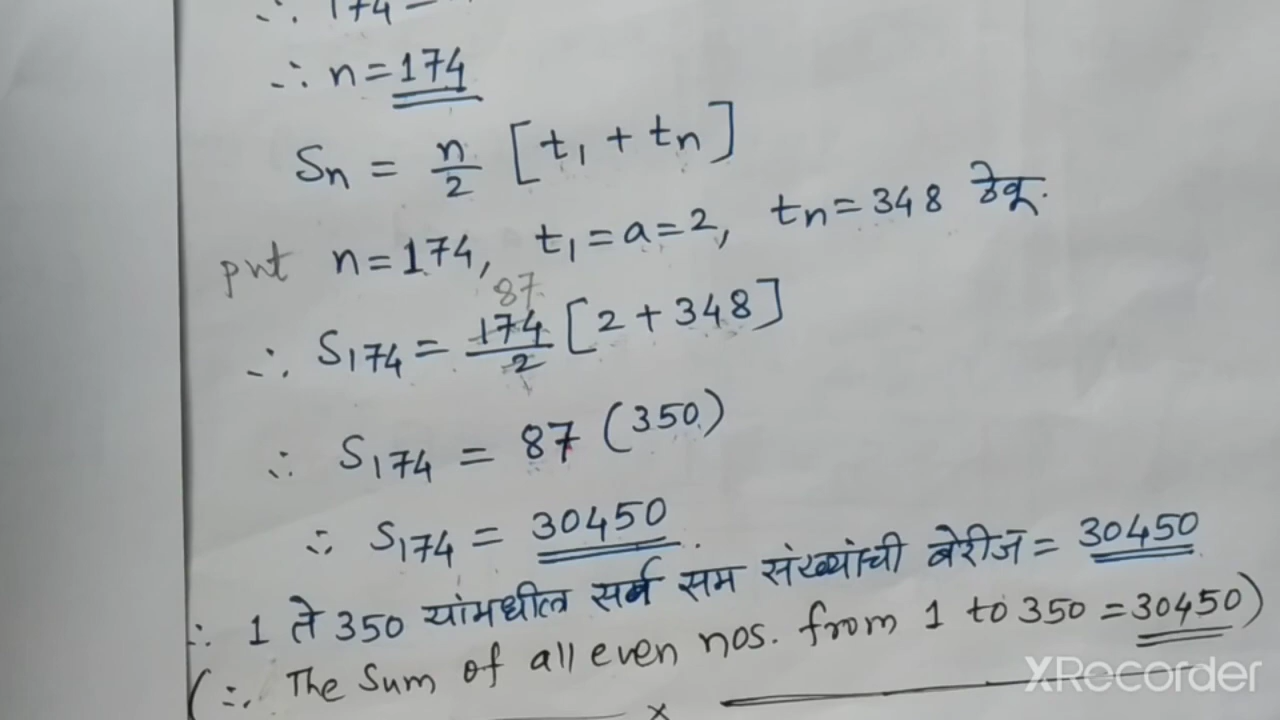 ∴ 174 =
∴ n = 174
Sn = n/2 [t1 + tn]
put n = 174, t1 = a = 2, tn = 348 ठेवू.
87
∴ S174 = 174/2 [2 + 348]
∴ S174 = 87 (350)
∴ S174 = 30450.
∴ 1 ते 350 यांमधील सर्व सम संख्यांची बेरीज = 30450
(∴ The Sum of all even nos. from 1 to 350 = 30450)
x
XRecorder